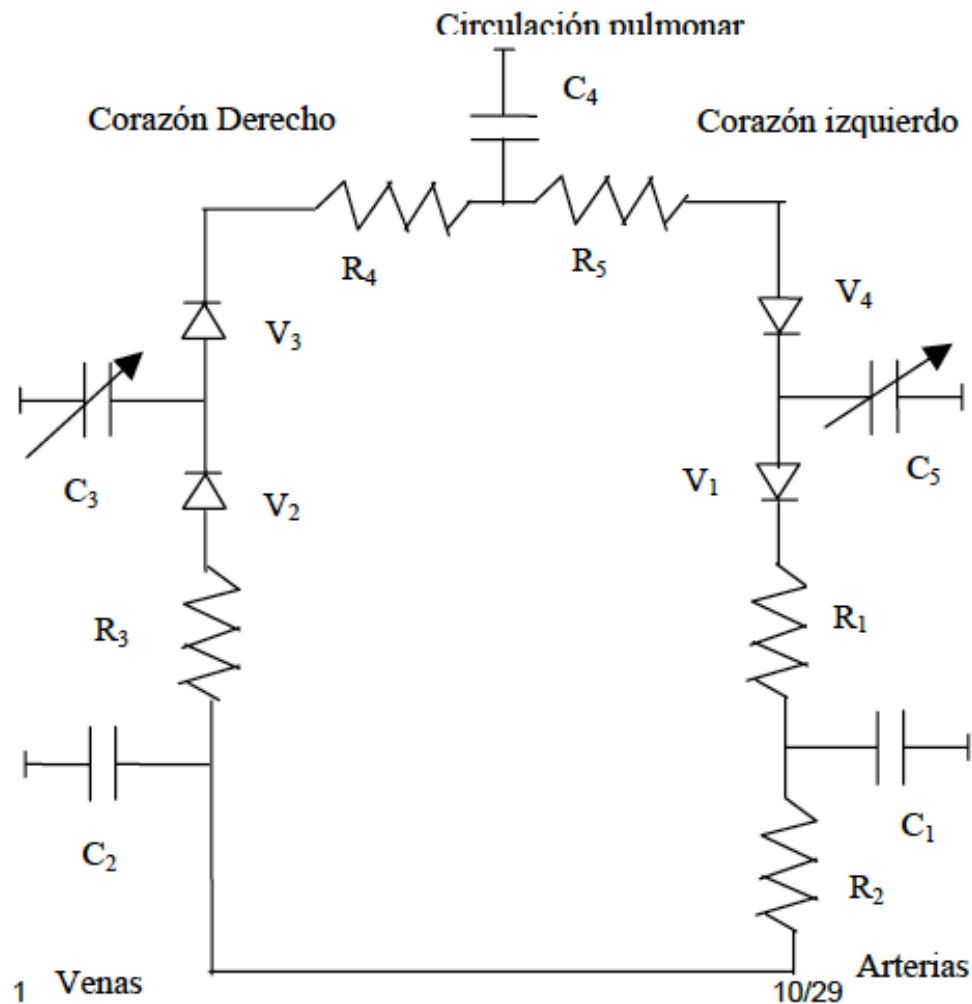 Circulación pulmonar
C4
Corazón Derecho
Corazón izquierdo
R4
R5
V3
V4
C3
V2
V1
C5
R3
R1
C2
C1
R2
1
Venas
10/29
Arterias